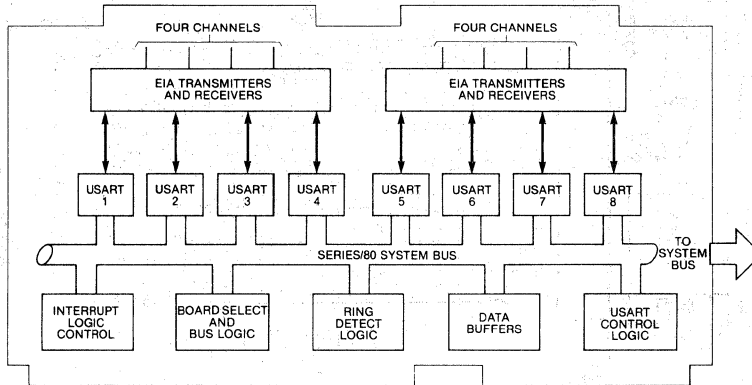 FOUR CHANNELS
FOUR CHANNELS
EIA TRANSMITTERS
AND RECEIVERS
EIA TRANSMITTERS
AND RECEIVERS
USART
1
USART
2
USART
3
USART
4
USART
5
USART
6
USART
7
USART
8
SERIES/80 SYSTEM BUS
TO
SYSTEM
BUS
INTERRUPT
LOGIC
CONTROL
BOARD SELECT
AND
BUS LOGIC
RING
DETECT
LOGIC
DATA
BUFFERS
USART
CONTROL
LOGIC